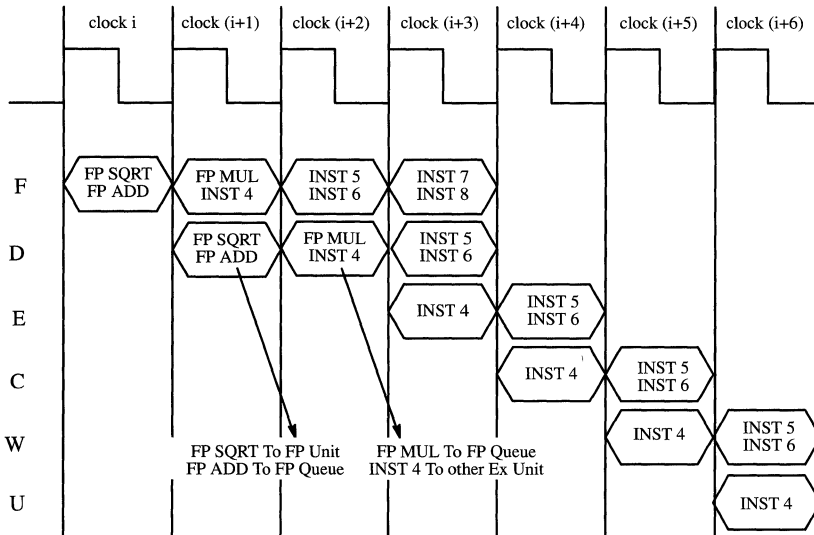 clock i
clock (i+1)
clock (i+2)
clock (i+3)
clock (i+4)
clock (i+5)
clock (i+6)
F
FP SQRT
FP ADD
FP MUL
INST 4
INST 5
INST 6
INST 7
INST 8
D
FP SQRT
FP ADD
FP MUL
INST 4
INST 5
INST 6
E
INST 4
INST 5
INST 6
C
INST 4
INST 5
INST 6
W
INST 4
INST 5
INST 6
FP SQRT To FP Unit
FP ADD To FP Queue
FP MUL To FP Queue
INST 4 To other Ex Unit
U
INST 4